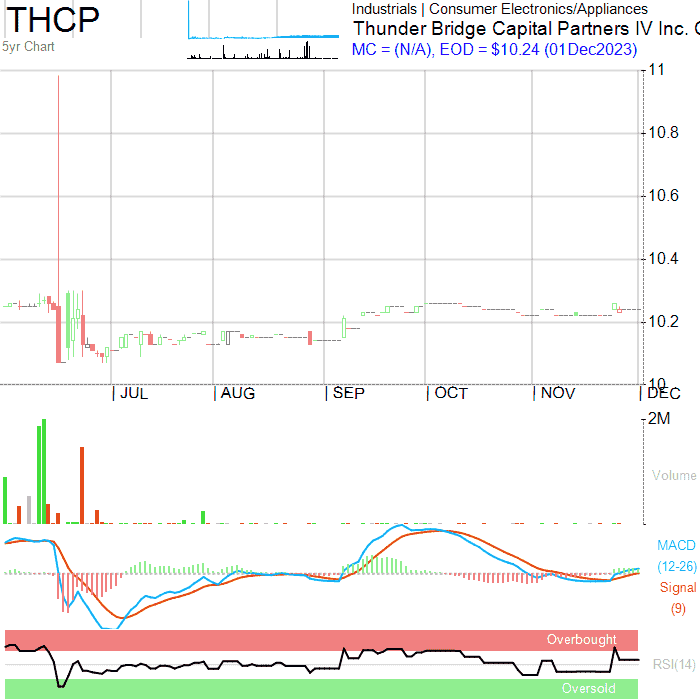 THCP
5yr Chart
Industrials | Consumer Electronics/Appliances
Thunder Bridge Capital Partners IV Inc. C
MC = (N/A), EOD = $10.24 (01Dec2023)
11
10.8
10.6
10.4
10.2
10
JUL AUG SEP OCT NOV DEC
2M
Volume
MACD
(12-26)
Signal
(9)
Overbought
RSI(14)
Oversold